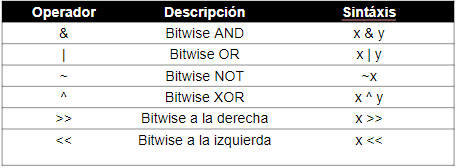 Operador Descripción Sintáxis
& Bitwise AND x & y
| Bitwise OR x | y
~ Bitwise NOT ~x
^ Bitwise XOR x ^ y
>> Bitwise a la derecha x >>
<< Bitwise a la izquierda x <<